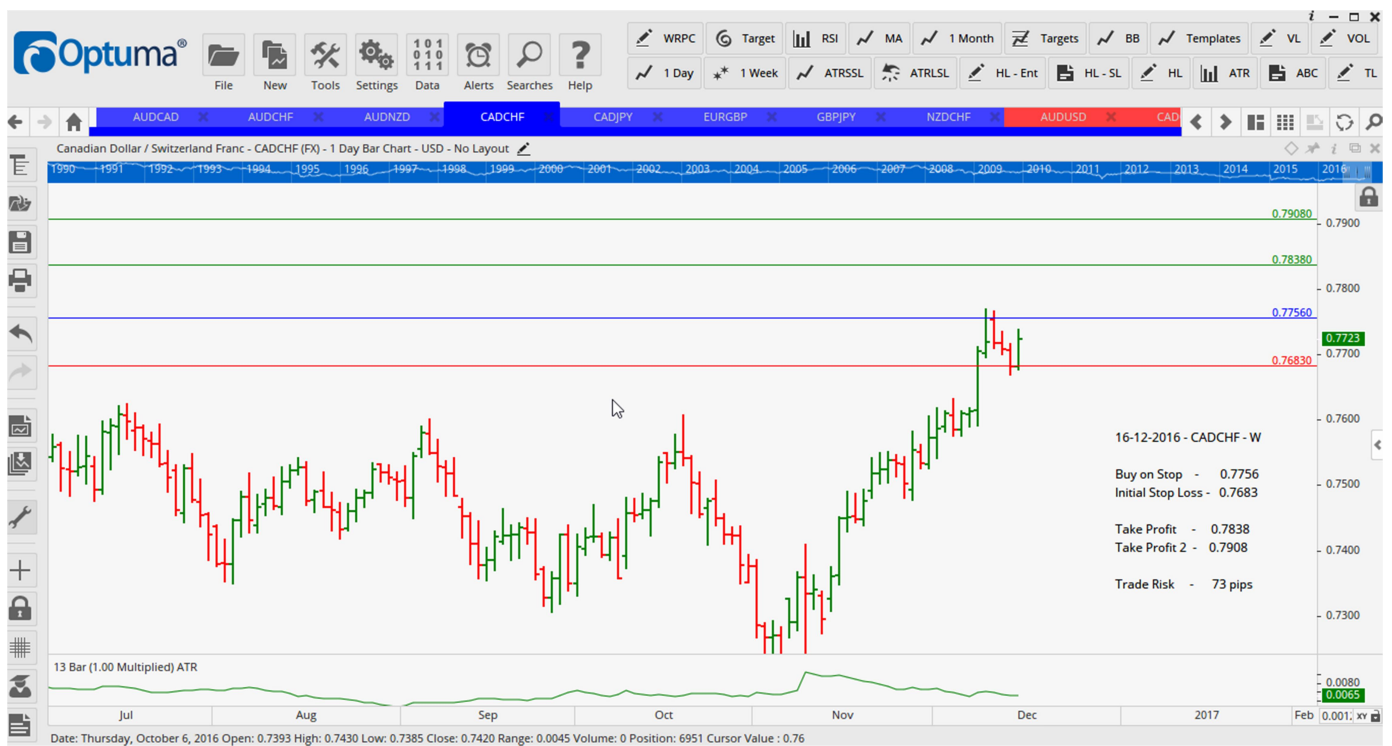 i
Optuma®
File
New
Tools
Settings
101
010
111
Data
Alerts
Searches
?
Help
WRPC
Target
RSI
MA
1 Month
Targets
BB
Templates
VL
VOL
1 Day
1 Week
ATRSSL
ATRLSL
HL - Ent
HL - SL
HL
ATR
ABC
TL
AUDCAD
AUDCHF
AUDNZD
CADCHF
CADJPY
EURGBP
GBPJPY
NZDCHF
AUDUSD
CAD
Canadian Dollar / Switzerland Franc - CADCHF (FX) - 1 Day Bar Chart - USD - No Layout
i
1990 1991 1992 1993 1994 1995 1996 1997 1998 1999 2000 2001 2002 2003 2004 2005 2006 2007 2008 2009 2010 2011 2012 2013 2014 2015 2016
0.79080
0.7900
0.78380
0.7800
0.77560
0.7723
0.7700
0.76830
0.7600
16-12-2016 - CADCHF - W
Buy on Stop - 0.7756
0.7500
Initial Stop Loss - 0.7683
Take Profit - 0.7838
Take Profit 2 - 0.7908
0.7400
Trade Risk - 73 pips
0.7300
13 Bar (1.00 Multiplied) ATR
0.0080
0.0065
Jul Aug Sep Oct Nov Dec 2017 Feb
0.001; XY
Date: Thursday, October 6, 2016 Open: 0.7393 High: 0.7430 Low: 0.7385 Close: 0.7420 Range: 0.0045 Volume: 0 Position: 6951 Cursor Value : 0.76